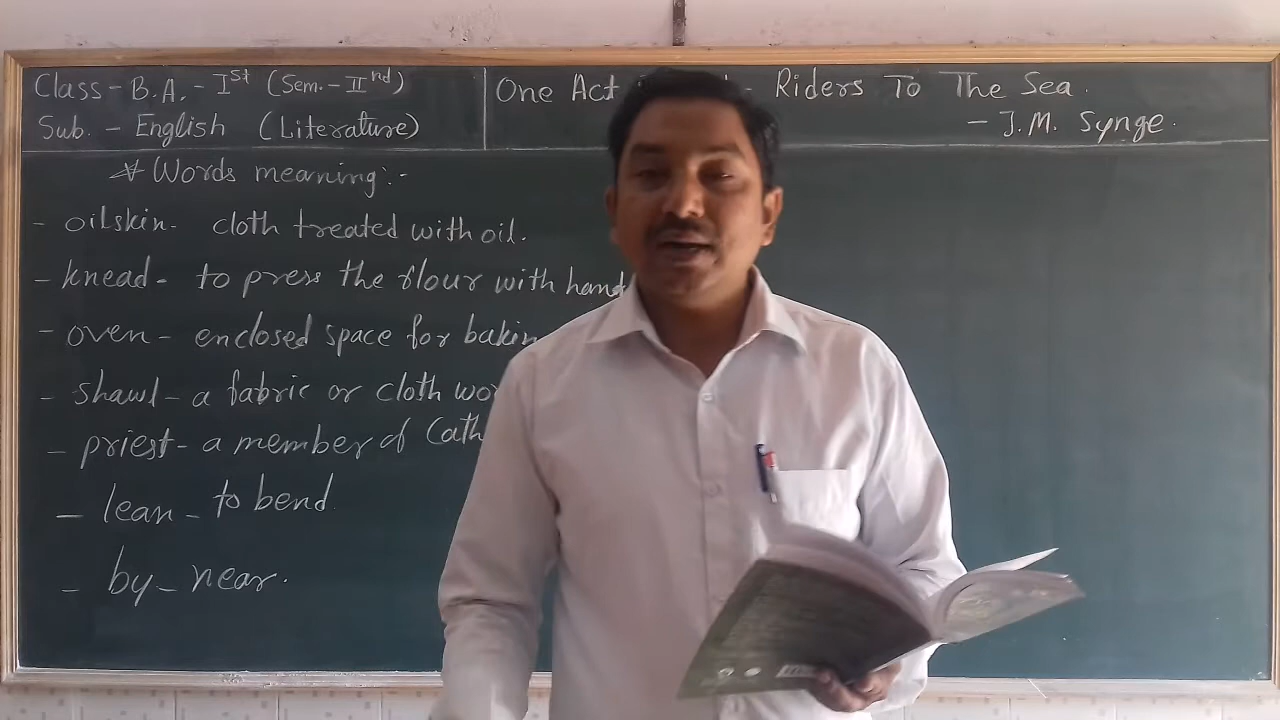 Class - B.A. - Ist (Sem. - IInd)
Sub. - English (Literature)
One Act - Riders To The Sea.
- J.M. Synge.
* Words meaning:-
- oilskin - cloth treated with oil.
- knead - to press the flour with hand
- oven - enclosed space for bakin
- shawl - a fabric or cloth wo
- priest - a member of Cath
- lean - to bend
- by - near.